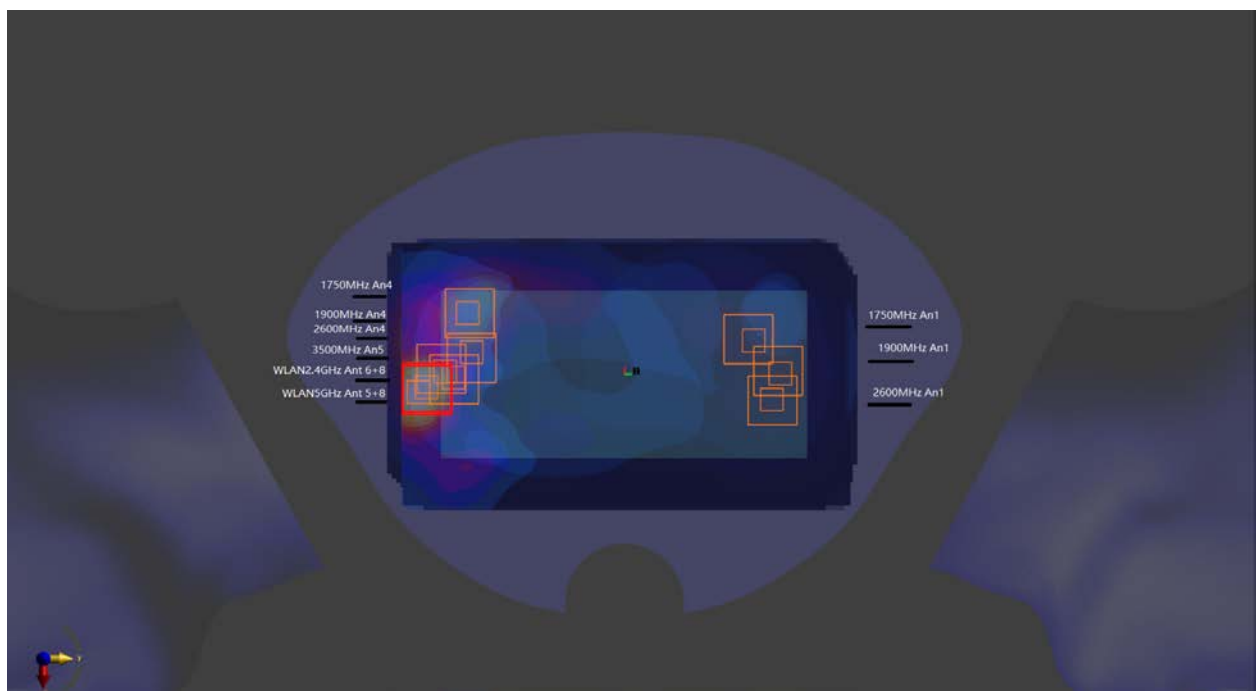 1750MHz An4
1900MHz An4
2600MHz An4
3500MHz An5
WLAN2.4GHz Ant 6+8
WLAN5GHz Ant 5+8
1750MHz An1
1900MHz An1
2600MHz An1